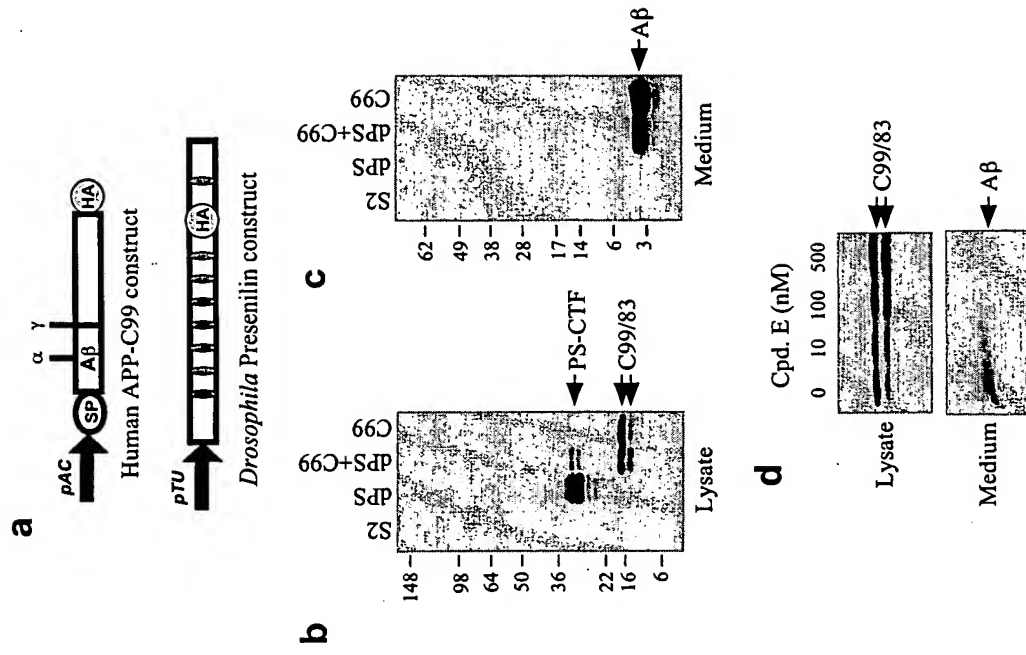 a
α γ
pAC SP Aβ HA
Human APP-C99 construct
pTU HA
Drosophila Presenilin construct
b
S2 dPS dPS+C99 C99
148
98
64
50
36
22
16
6
PS-CTF
C99/83
Lysate
c
S2 dPS dPS+C99 C99
62
49
38
28
17
14
6
3
Aβ
Medium
d
Cpd. E (nM)
0 10 100 500
Lysate
C99/83
Medium
Aβ